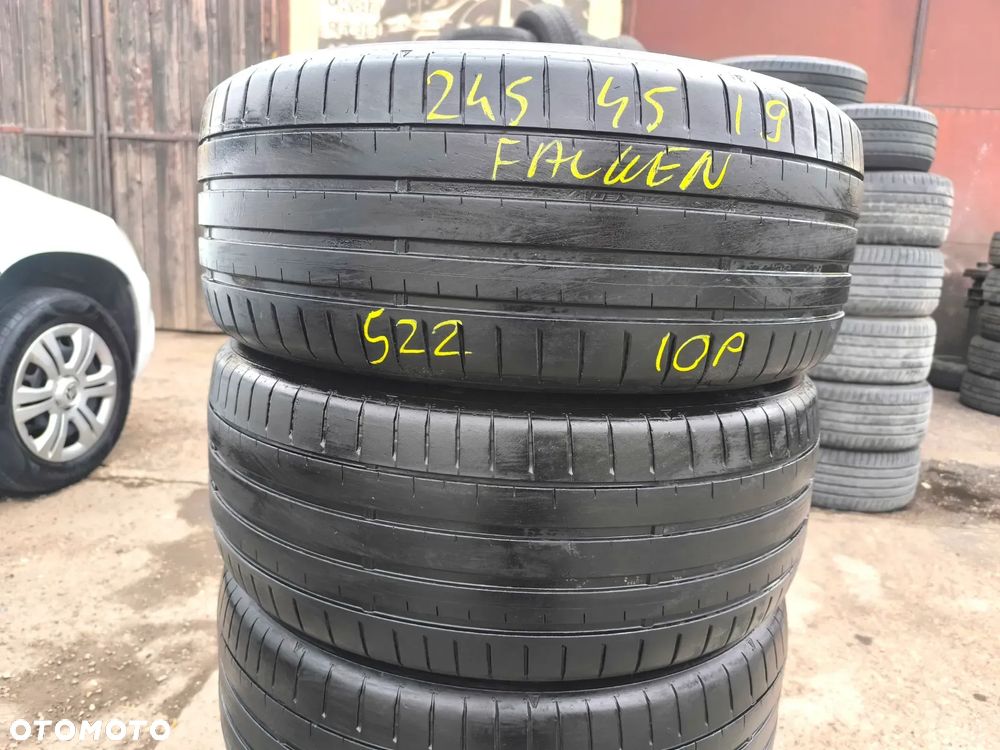 245 45 19
FALKEN
522 10P
OTOMOTO